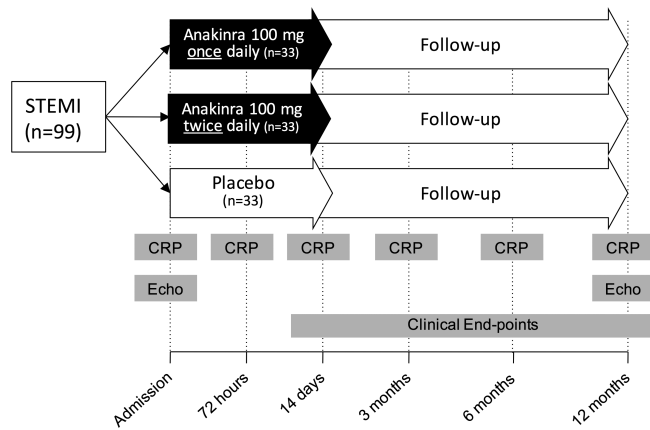 Anakinra 100 mg
once daily (n=33)
Follow-up
STEMI
(n=99)
Anakinra 100 mg
twice daily (n=33)
Follow-up
Placebo
(n=33)
Follow-up
CRP CRP CRP CRP CRP CRP
Echo Echo
Clinical End-points
Admission
72 hours
14 days
3 months
6 months
12 months